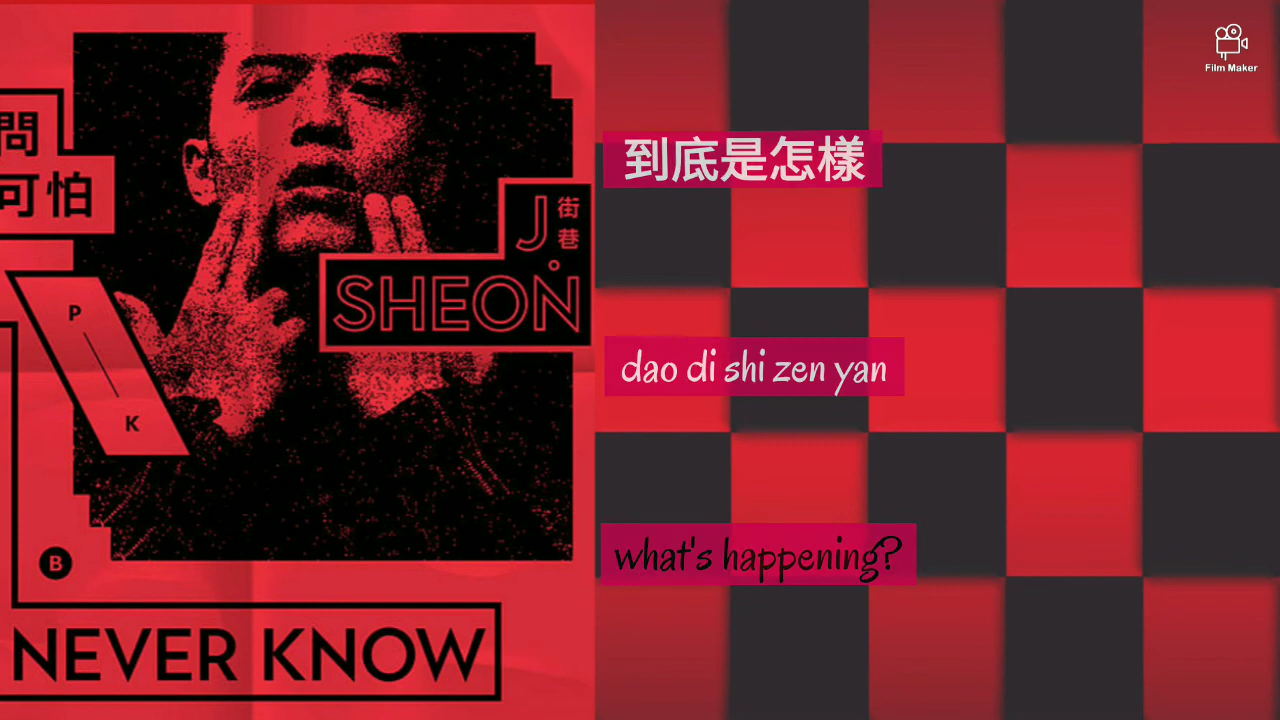 問
可怕
J
街巷
SHEON
P
K
B
NEVER KNOW
到底是怎樣
dao di shi zen yan
what's happening?
Film Maker